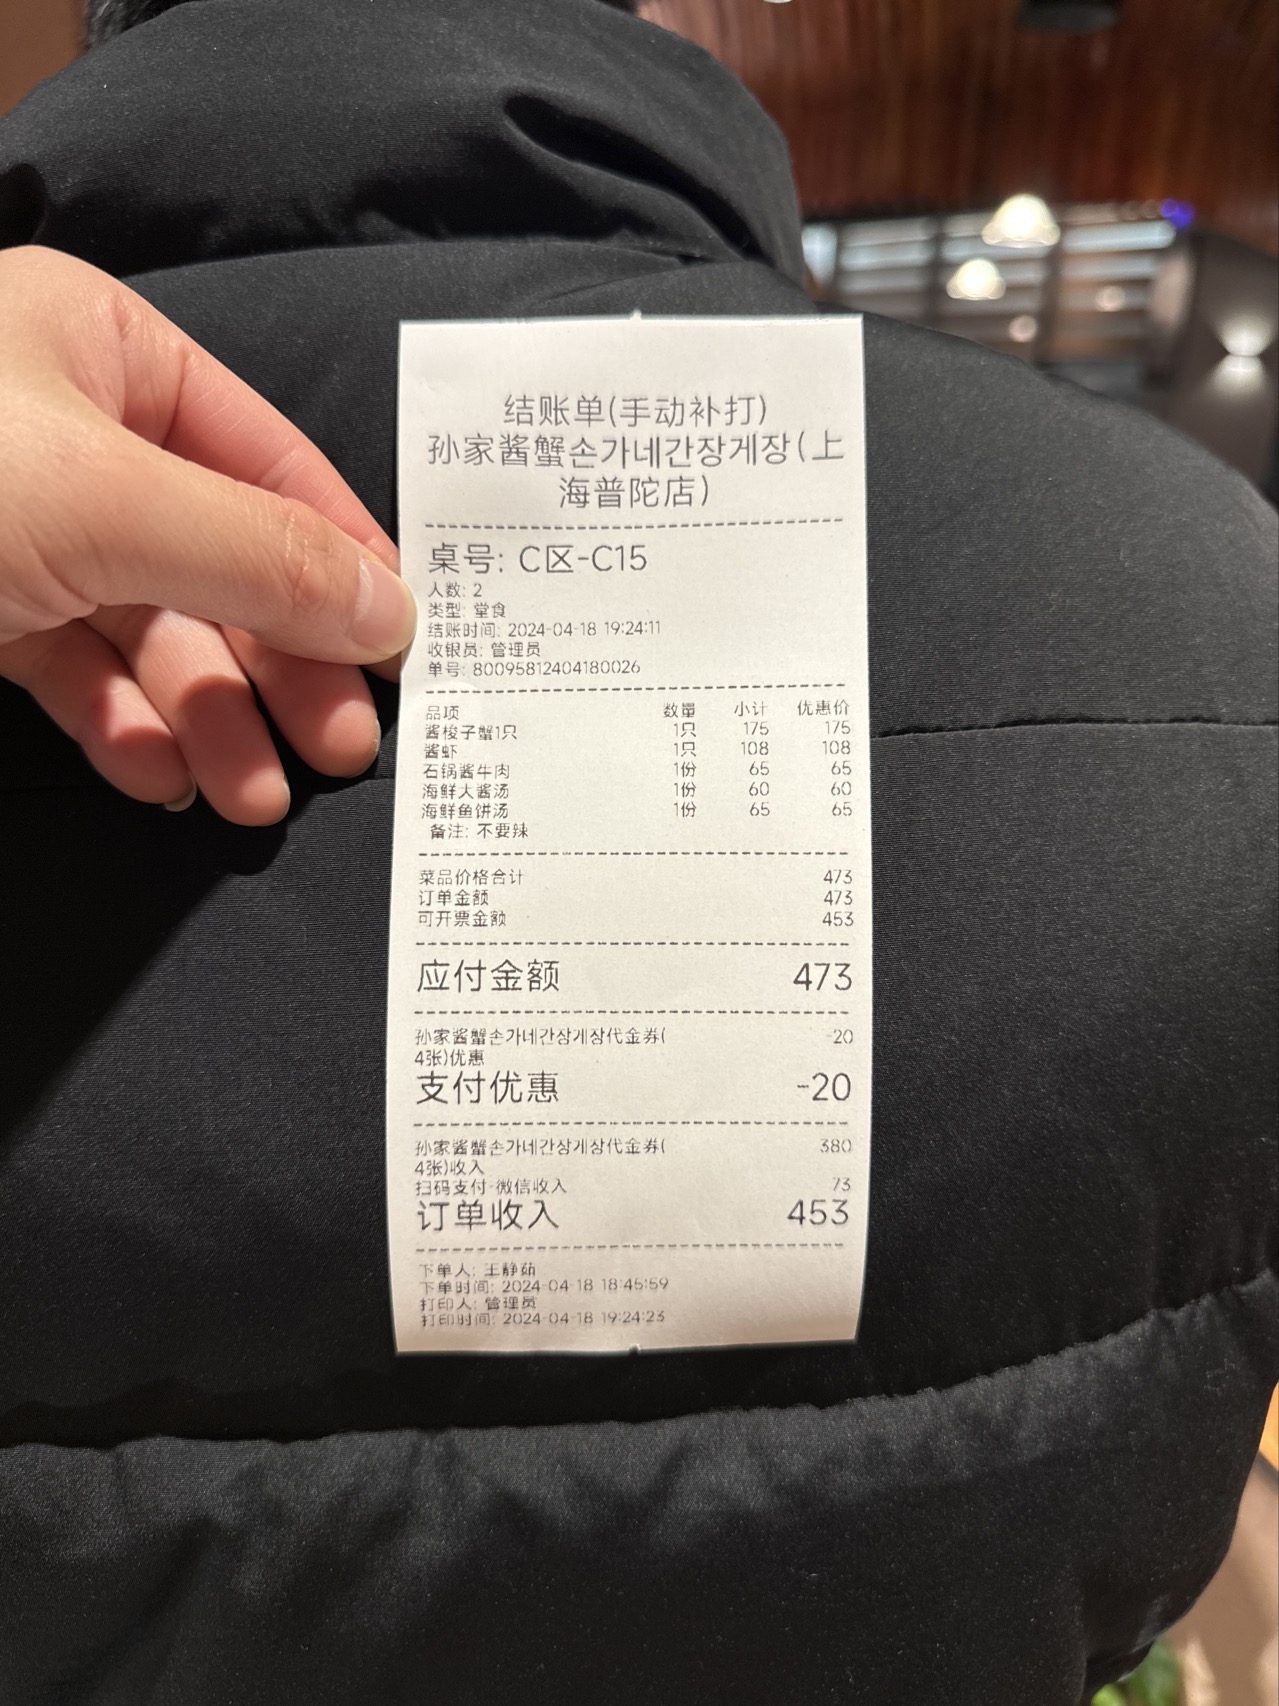 结账单(手动补打)
孙家酱蟹손가네간장게장(上
海普陀店)
桌号: C区-C15
人数: 2
类型: 堂食
结账时间: 2024-04-18 19:24:11
收银员: 管理员
单号: 80095812404180026
品项 数量 小计 优惠价
酱梭子蟹1只 1只 175 175
酱虾 1只 108 108
石锅酱牛肉 1份 65 65
海鲜大酱汤 1份 60 60
海鲜鱼饼汤 1份 65 65
备注: 不要辣
菜品价格合计 473
订单金额 473
可开票金额 453
应付金额 473
孙家酱蟹손가네간장게장代金券( -20
4张)优惠
支付优惠 -20
孙家酱蟹손가네간장게장代金券( 380
4张)收入
扫码支付-微信收入 73
订单收入 453
下单人: 王静茹
下单时间: 2024-04-18 18:45:59
打印人: 管理员
打印时间: 2024-04-18 19:24:23